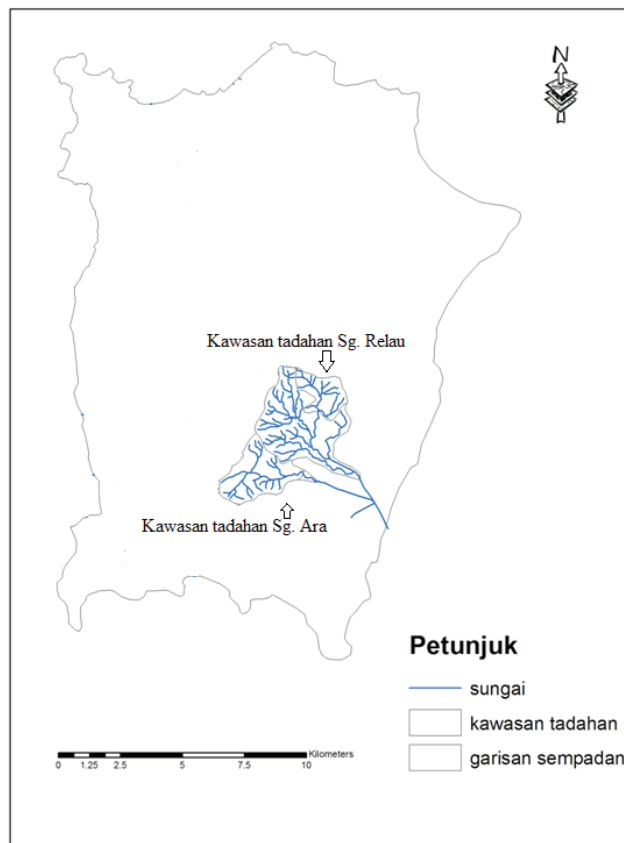 N
Kawasan tadahan Sg. Relau
Kawasan tadahan Sg. Ara
Petunjuk
sungai
kawasan tadahan
garisan sempadan
Kilometers
0 1.25 2.5 5 7.5 10